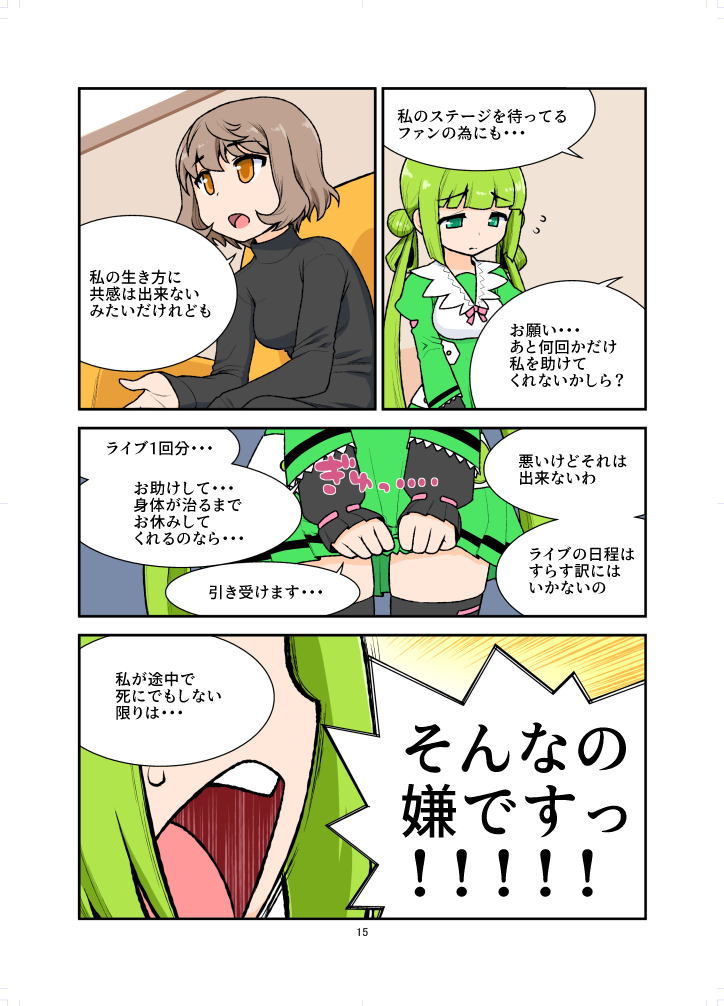 私のステージを待ってる
ファンの為にも・・・
お願い・・・
あと何回かだけ
私を助けて
くれないかしら？
私の生き方に
共感は出来ない
みたいだけれども
悪いけどそれは
出来ないわ
ライブの日程は
ずらす訳には
いかないの
ライブ1回分・・・
お助けして・・・
身体が治るまで
お休みして
くれるのなら・・・
引き受けます・・・
ぎゅっ・・・・・
そんなの
嫌ですっ
！！！！！
私が途中で
死にでもしない
限りは・・・
15